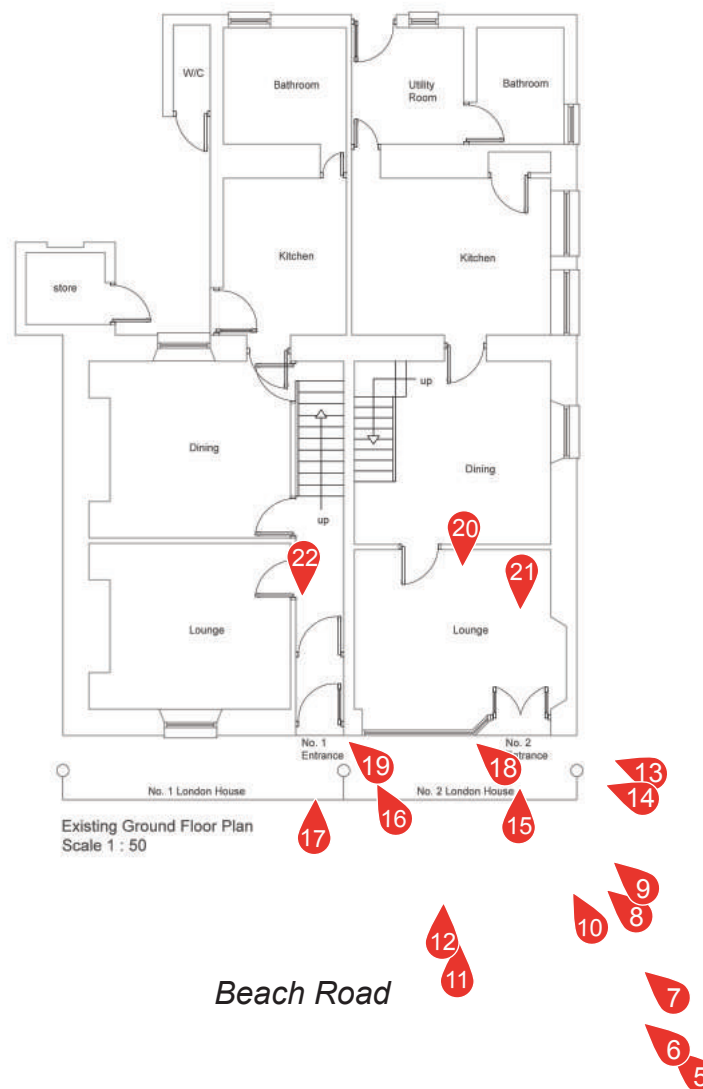 W/C
Bathroom
Utility
Room
Bathroom
Kitchen
Kitchen
store
up
Dining
Dining
up
20
22
21
Lounge
Lounge
No. 1
Entrance
No. 2
Entrance
19
18
13
14
No. 1 London House
No. 2 London House
16
15
17
Existing Ground Floor Plan
Scale 1 : 50
9
8
10
12
11
Beach Road
7
6
5